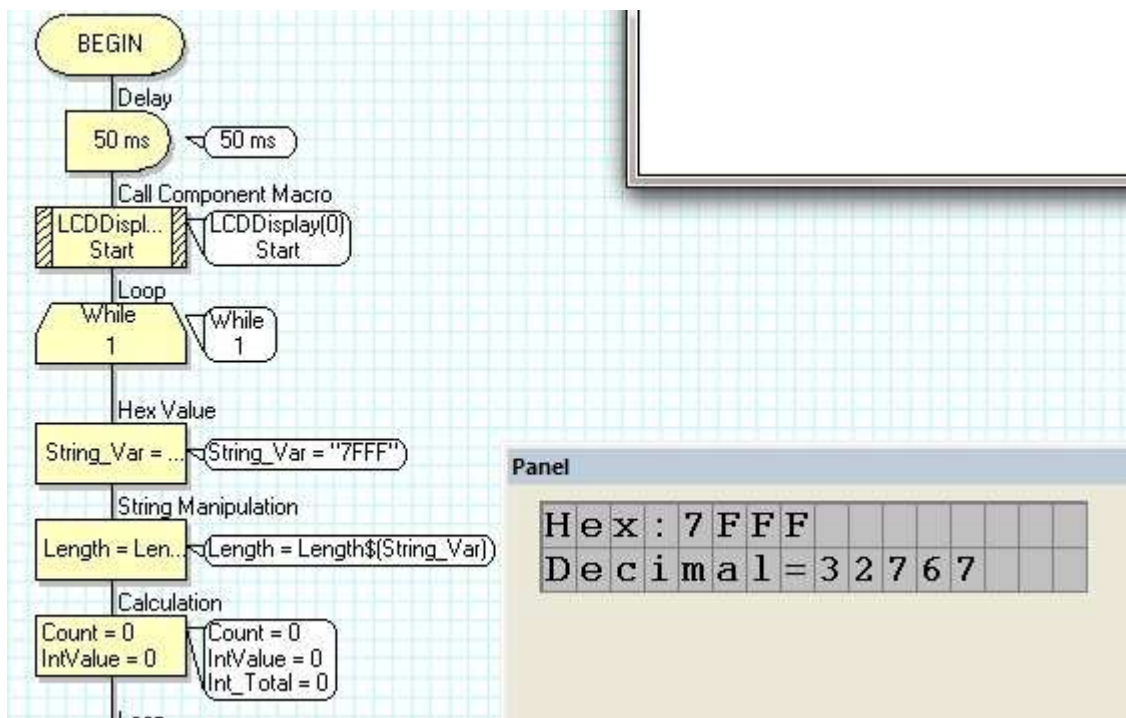 BEGIN
Delay
50 ms
50 ms
Call Component Macro
LCDDispl...
Start
LCDDisplay(0)
Start
Loop
While
1
While
1
Hex Value
String_Var = ...
String_Var = "7FFF"
String Manipulation
Length = Len...
Length = Length$(String_Var)
Calculation
Count = 0
IntValue = 0
Count = 0
IntValue = 0
Int_Total = 0
Loop
Panel
Hex:7FFF
Decimal=32767